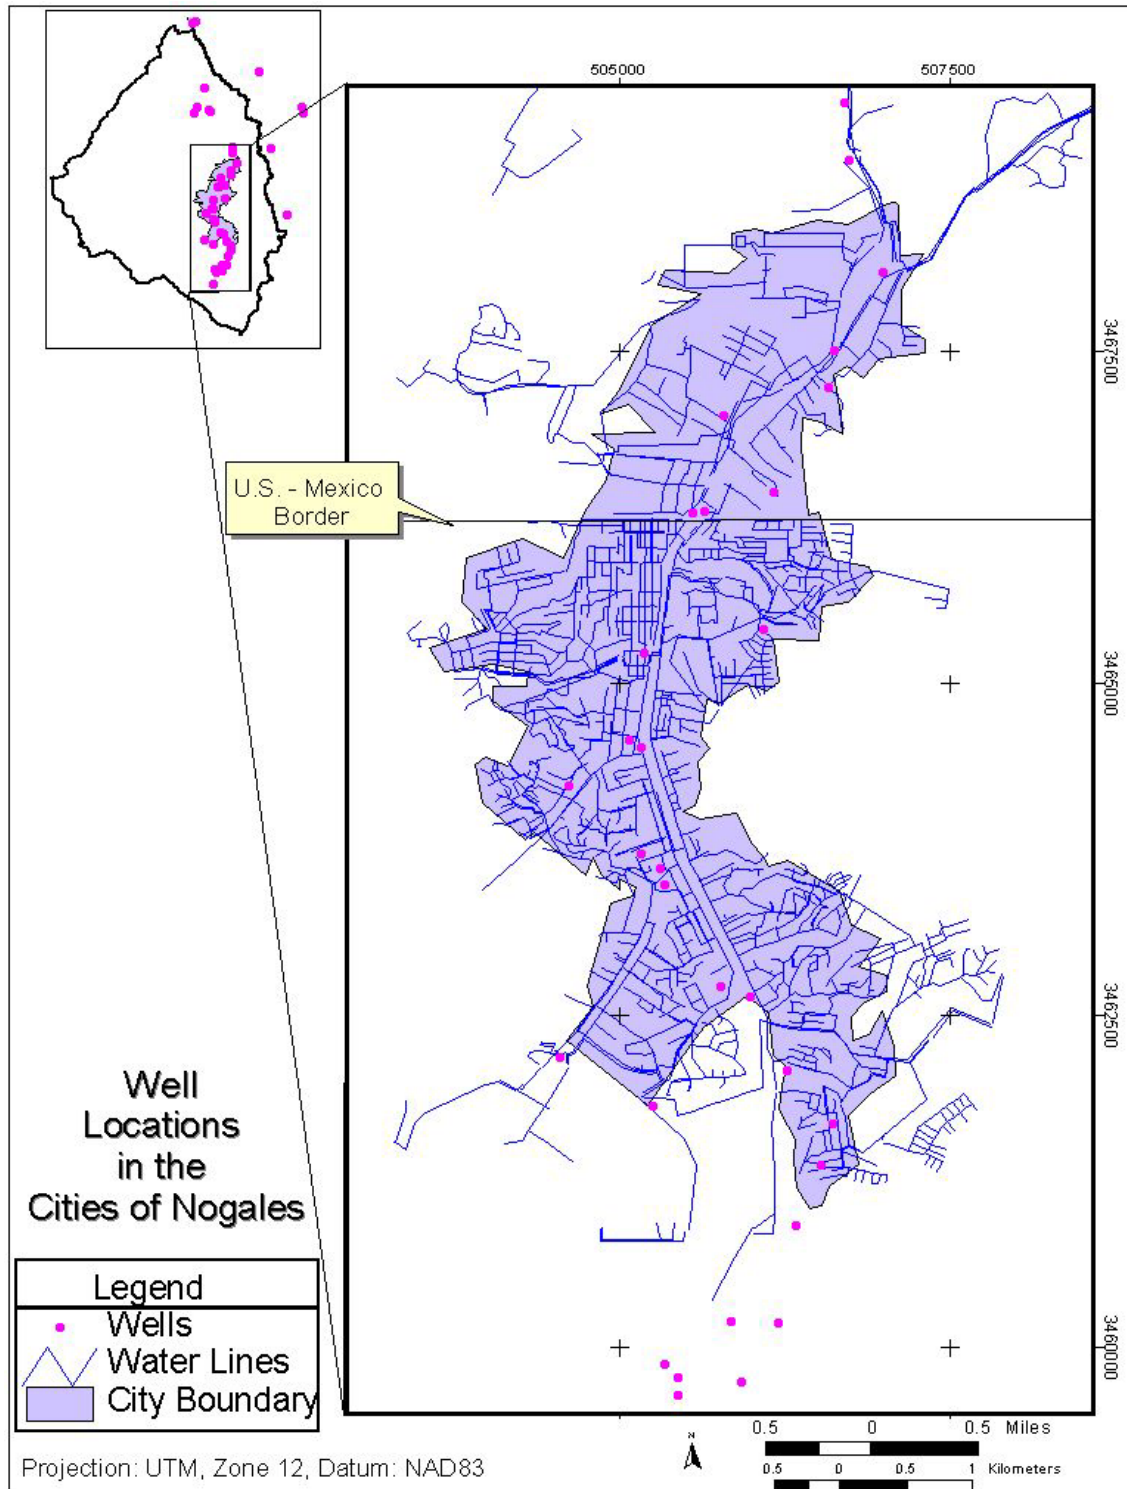 505000
507500
3467500
U.S. - Mexico
Border
3465000
3462500
3460000
Well
Locations
in the
Cities of Nogales
Legend
Wells
Water Lines
City Boundary
Projection: UTM, Zone 12, Datum: NAD83
N
0.5 0 0.5 Miles
0.5 0 0.5 1 Kilometers